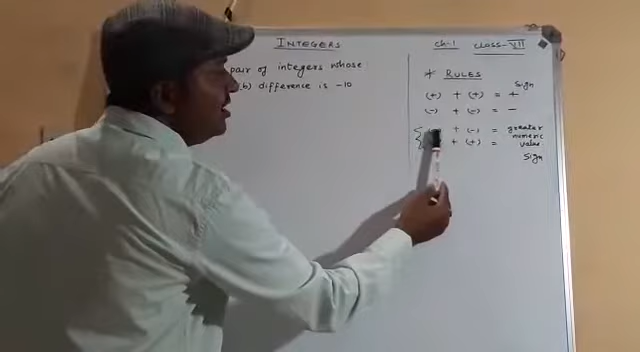 INTEGERS
Ch-1 CLASS-VII
pair of integers whose
(b) difference is -10
* RULES
Sign
(+) + (+) = +
(-) + (-) = -
+ (-) = greater
numeric
+ (+) = value
Sign